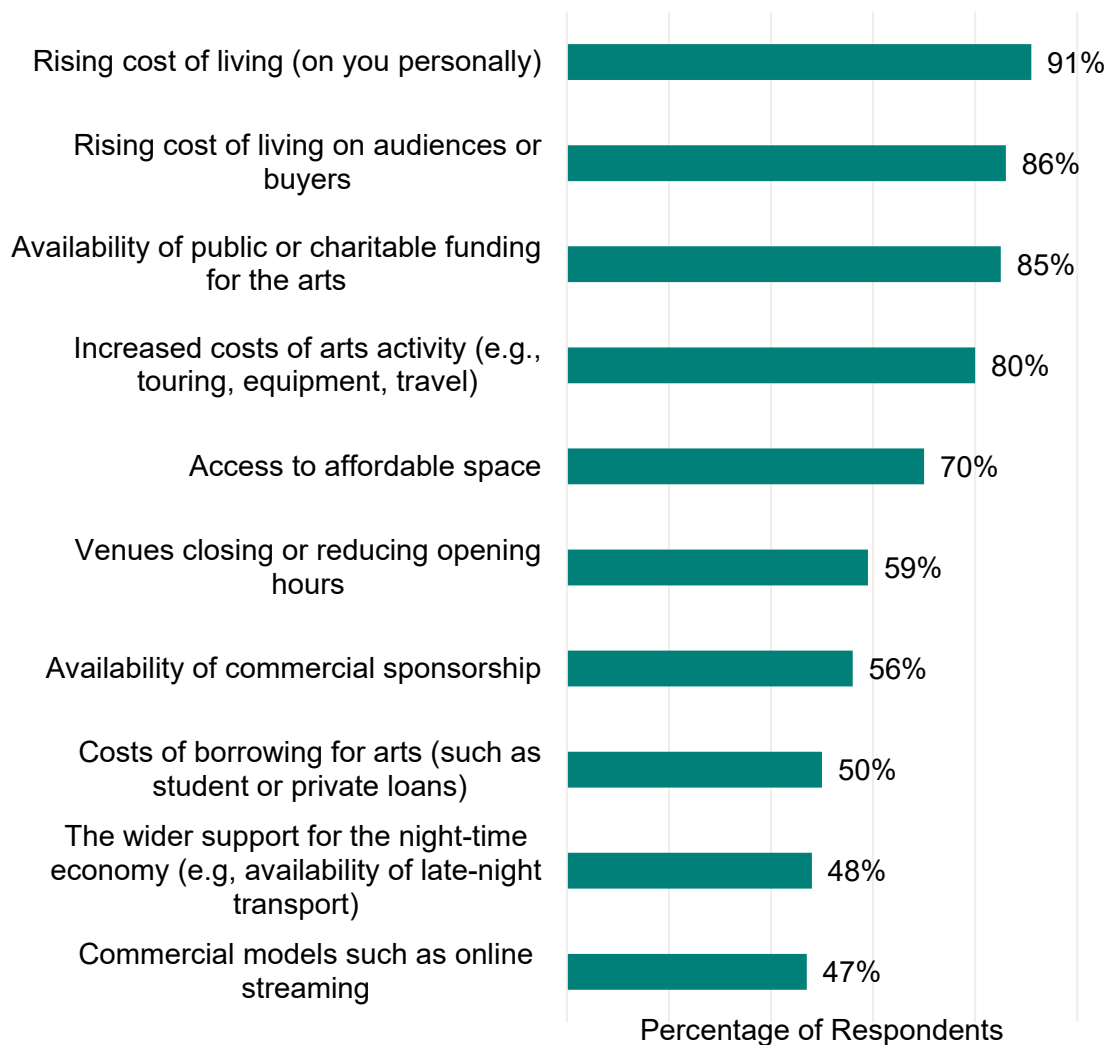 Rising cost of living (on you personally)
91%
Rising cost of living on audiences or
buyers
86%
Availability of public or charitable funding
for the arts
85%
Increased costs of arts activity (e.g.,
touring, equipment, travel)
80%
Access to affordable space
70%
Venues closing or reducing opening
hours
59%
Availability of commercial sponsorship
56%
Costs of borrowing for arts (such as
student or private loans)
50%
The wider support for the night-time
economy (e.g, availability of late-night
transport)
48%
Commercial models such as online
streaming
47%
Percentage of Respondents